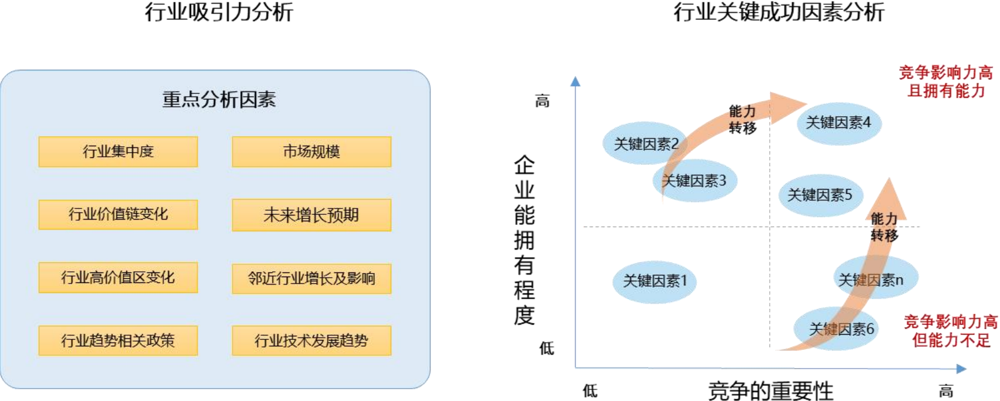 行业吸引力分析
重点分析因素
行业集中度
市场规模
行业价值链变化
未来增长预期
行业高价值区变化
邻近行业增长及影响
行业趋势相关政策
行业技术发展趋势
行业关键成功因素分析
竞争影响力高
且拥有能力
高
能力
转移
关键因素4
关键因素2
关键因素3
关键因素5
企业能拥有程度
能力
转移
关键因素1
关键因素n
关键因素6
竞争影响力高
但能力不足
低
低
竞争的重要性
高